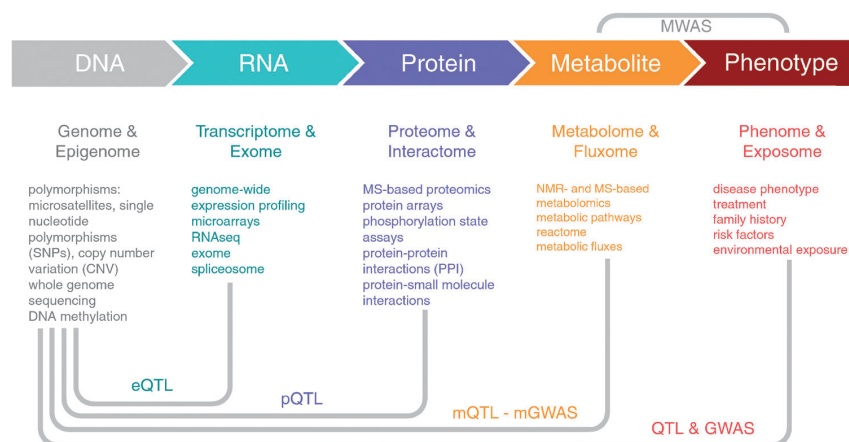 MWAS
DNA
RNA
Protein
Metabolite
Phenotype
Genome &
Epigenome
polymorphisms:
microsatellites, single
nucleotide
polymorphisms
(SNPs), copy number
variation (CNV)
whole genome
sequencing
DNA methylation
Transcriptome &
Exome
genome-wide
expression profiling
microarrays
RNAseq
exome
spliceosome
Proteome &
Interactome
MS-based proteomics
protein arrays
phosphorylation state
assays
protein-protein
interactions (PPI)
protein-small molecule
interactions
Metabolome &
Fluxome
NMR- and MS-based
metabolomics
metabolic pathways
reactome
metabolic fluxes
Phenome &
Exposome
disease phenotype
treatment
family history
risk factors
environmental exposure
eQTL
pQTL
mQTL - mGWAS
QTL & GWAS